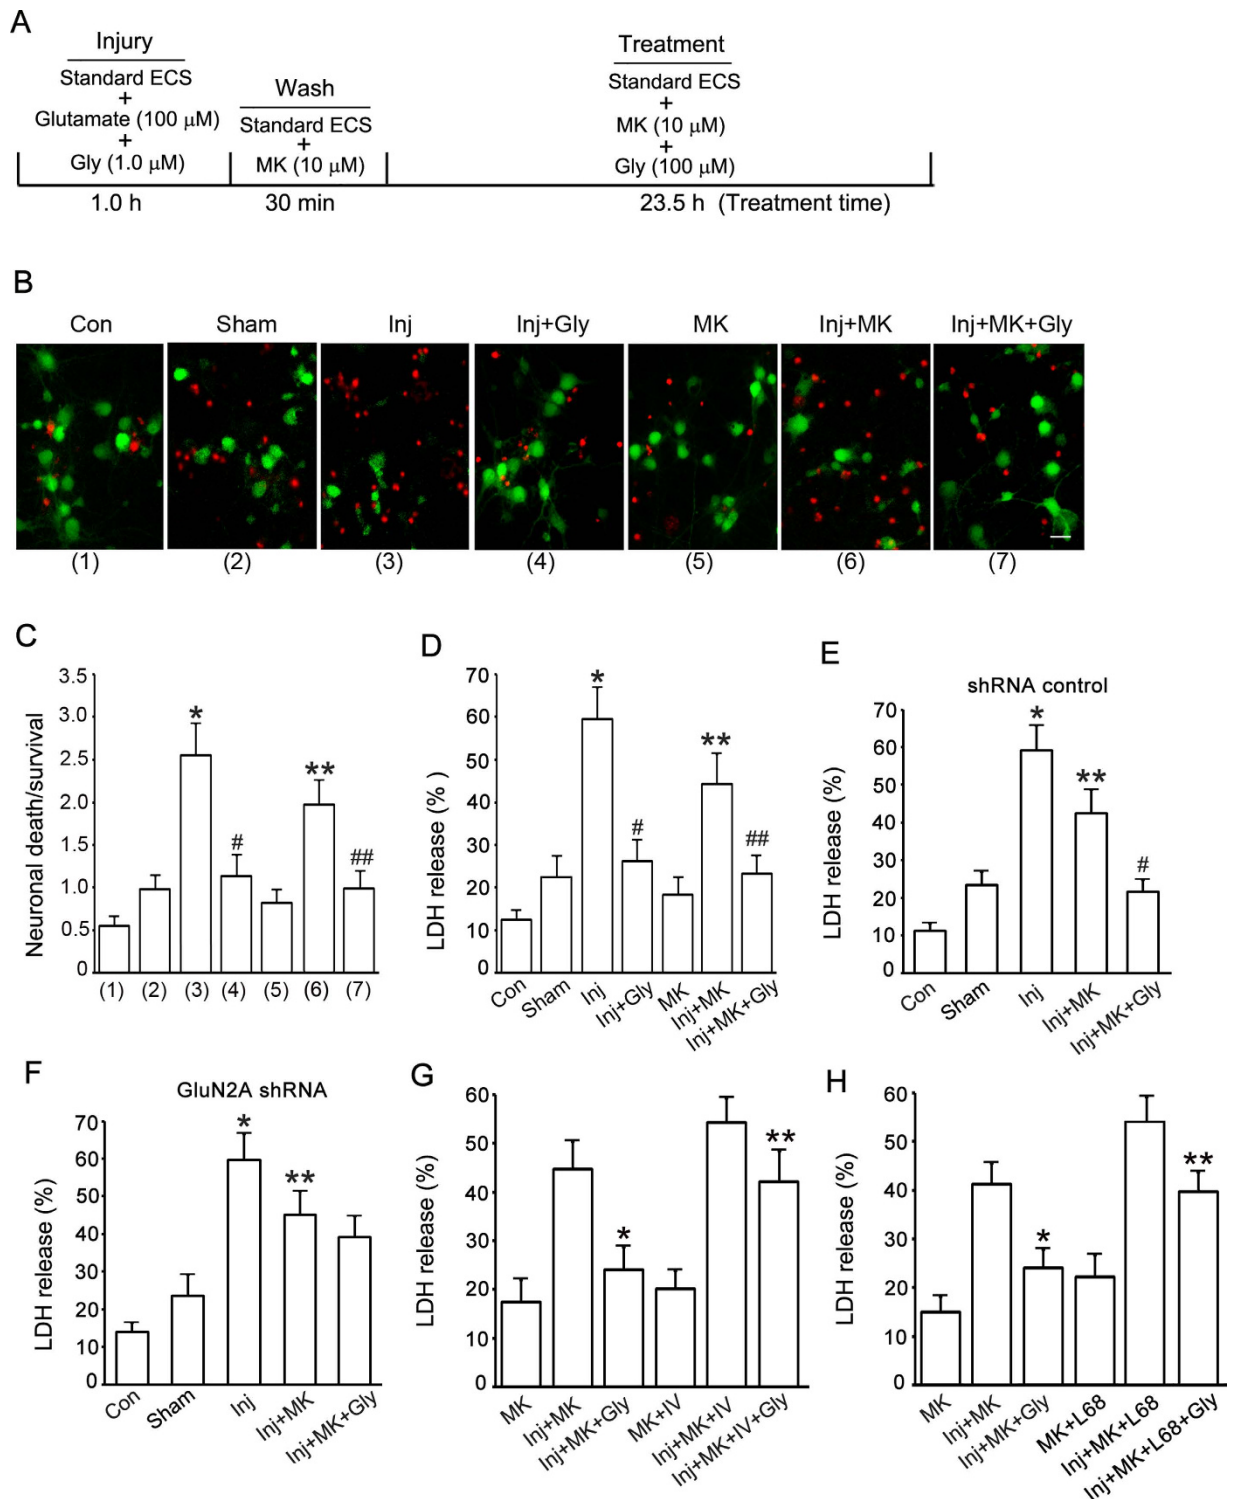 A
Injury
Standard ECS
+
Glutamate (100 μM)
+
Gly (1.0 μM)
Wash
Standard ECS
+
MK (10 μM)
Treatment
Standard ECS
+
MK (10 μM)
+
Gly (100 μM)
1.0 h
30 min
23.5 h (Treatment time)
B
Con Sham Inj Inj+Gly MK Inj+MK Inj+MK+Gly
(1) (2) (3) (4) (5) (6) (7)
C
Neuronal death/survival
3.5
3.0
2.5
2.0
1.5
1.0
0.5
0
* # ** ##
(1) (2) (3) (4) (5) (6) (7)
D
LDH release (% )
70
60
50
40
30
20
10
0
* # ** ##
Con Sham Inj Inj+Gly MK Inj+MK Inj+MK+Gly
E
shRNA control
LDH release (%)
70
60
50
40
30
20
10
0
* ** #
Con Sham Inj Inj+MK Inj+MK+Gly
F
GluN2A shRNA
LDH release (%)
70
60
50
40
30
20
10
0
* **
Con Sham Inj Inj+MK Inj+MK+Gly
G
LDH release (%)
60
50
40
30
20
10
0
* **
MK Inj+MK Inj+MK+Gly MK+IV Inj+MK+IV Inj+MK+IV+Gly
H
LDH release (%)
60
50
40
30
20
10
0
* **
MK Inj+MK Inj+MK+Gly MK+L68 Inj+MK+L68 Inj+MK+L68+Gly